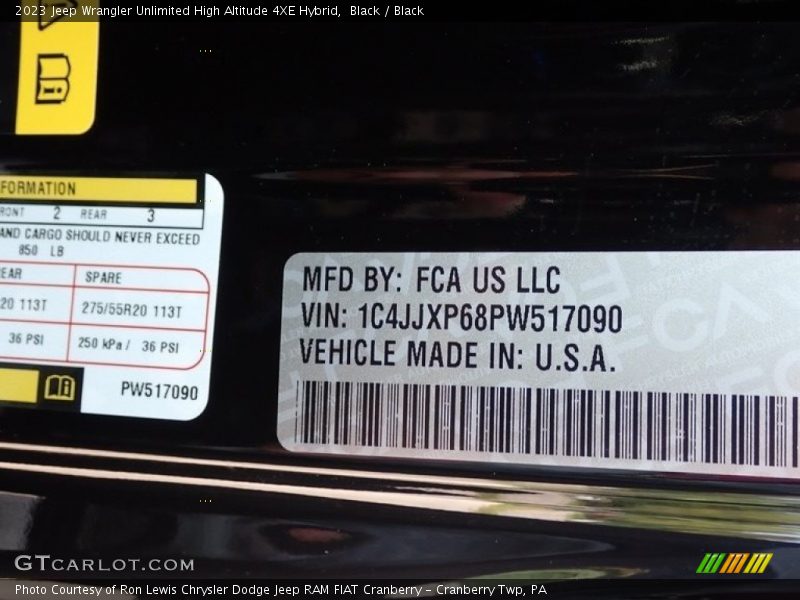 2023 Jeep Wrangler Unlimited High Altitude 4XE Hybrid,  Black / Black
FORMATION
RONT 2 REAR 3
AND CARGO SHOULD NEVER EXCEED
850 LB
EAR SPARE
20 113T 275/55R20 113T
36 PSI 250 kPa / 36 PSI
PW517090
MFD BY: FCA US LLC
VIN: 1C4JJXP68PW517090
VEHICLE MADE IN: U.S.A.
GTCARLOT.COM
Photo Courtesy of Ron Lewis Chrysler Dodge Jeep RAM FIAT Cranberry - Cranberry Twp, PA